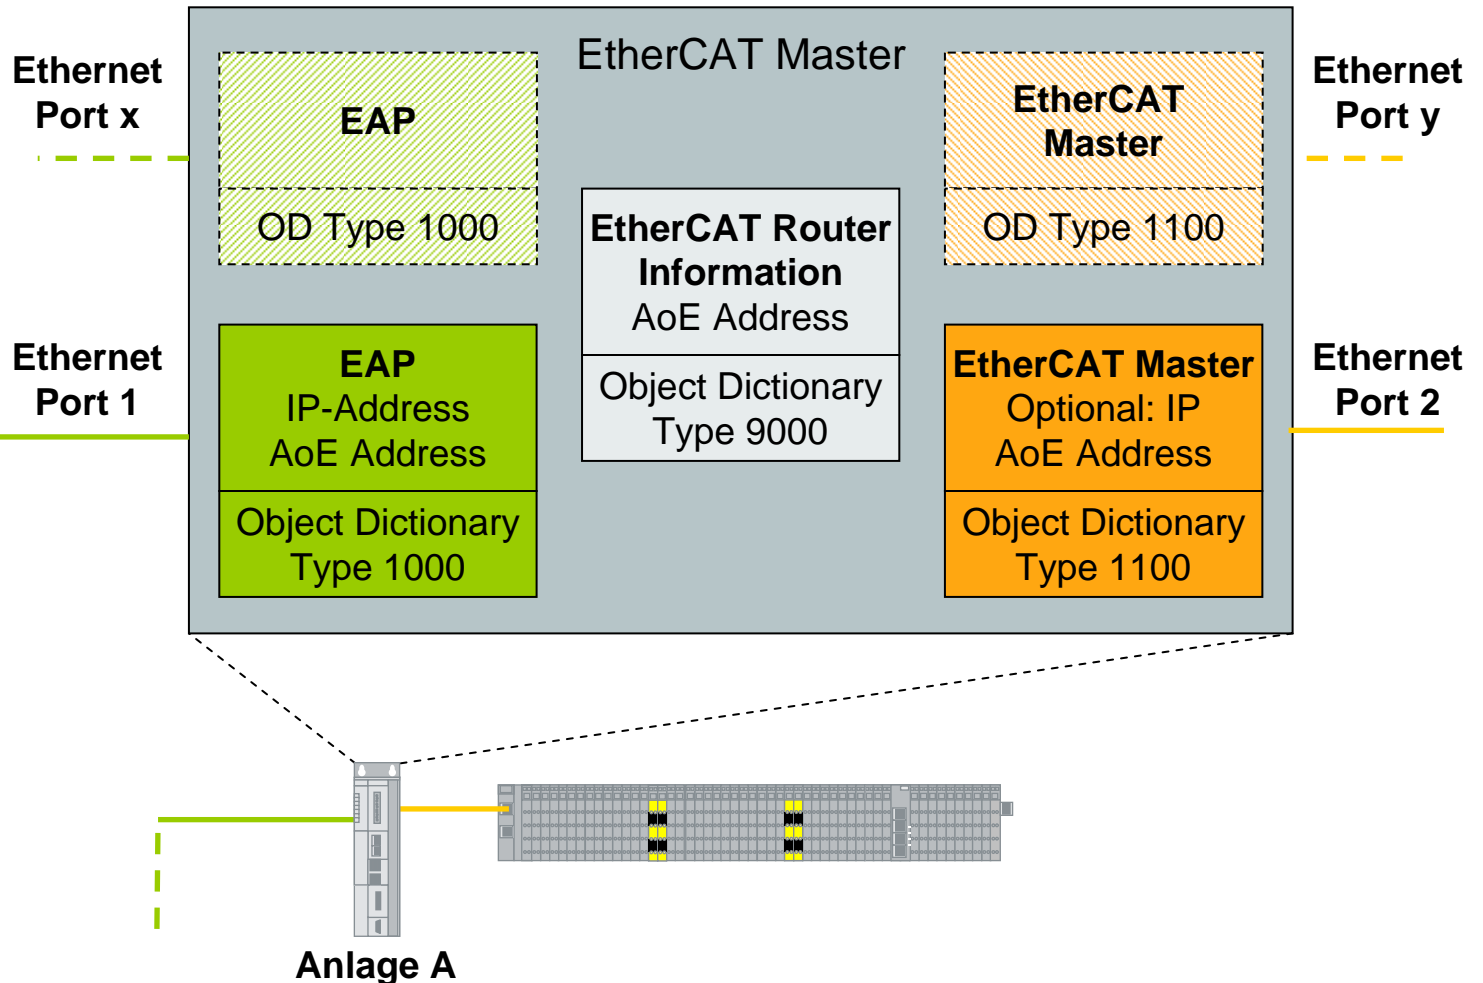 EtherCAT Master
Ethernet
Port x
EAP
OD Type 1000
EtherCAT
Master
OD Type 1100
Ethernet
Port y
EtherCAT Router
Information
AoE Address
Object Dictionary
Type 9000
Ethernet
Port 1
EAP
IP-Address
AoE Address
Object Dictionary
Type 1000
EtherCAT Master
Optional: IP
AoE Address
Object Dictionary
Type 1100
Ethernet
Port 2
Anlage A